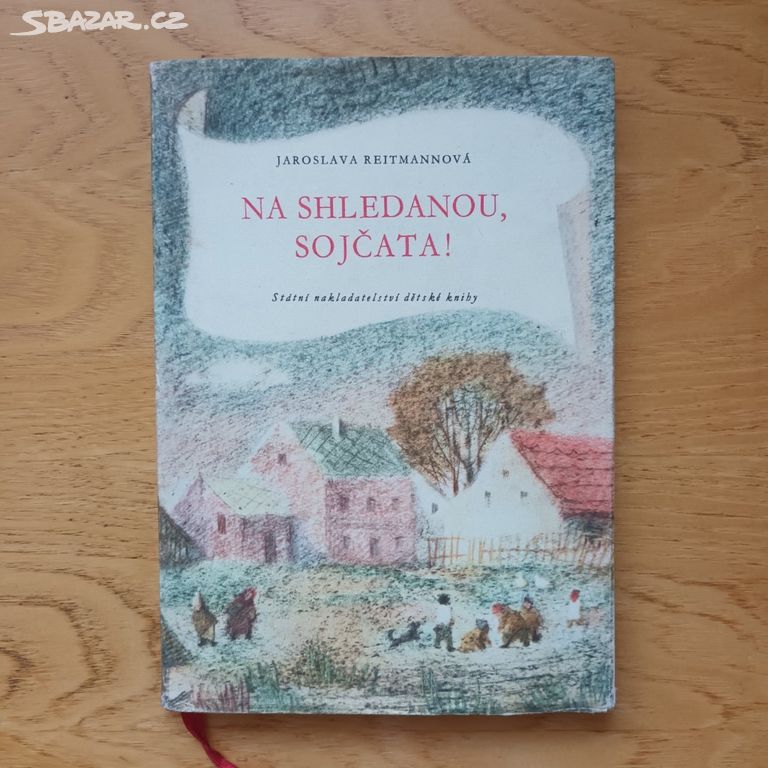 SBAZAR.CZ
JAROSLAVA REITMANNOVÁ
NA SHLEDANOU,
SOJČATA!
Státní nakladatelství dětské knihy